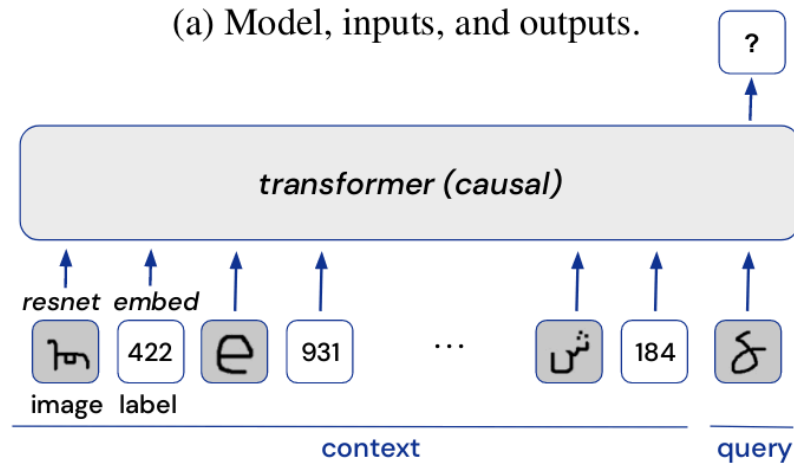 (a) Model, inputs, and outputs.
?
transformer (causal)
resnet embed
422 931 ... 184
image label
context query